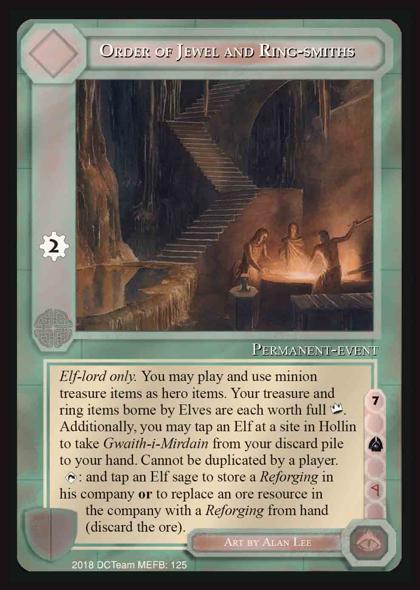 Order of Jewel and Ring-smiths
2
Permanent-event
Elf-lord only. You may play and use minion
treasure items as hero items. Your treasure and
ring items borne by Elves are each worth full
Additionally, you may tap an Elf at a site in Hollin
to take Gwaith-i-Mirdain from your discard pile
to your hand. Cannot be duplicated by a player.
: and tap an Elf sage to store a Reforging in
his company or to replace an ore resource in
the company with a Reforging from hand
(discard the ore).
7
Art by Alan Lee
2018 DCTeam MEFB: 125